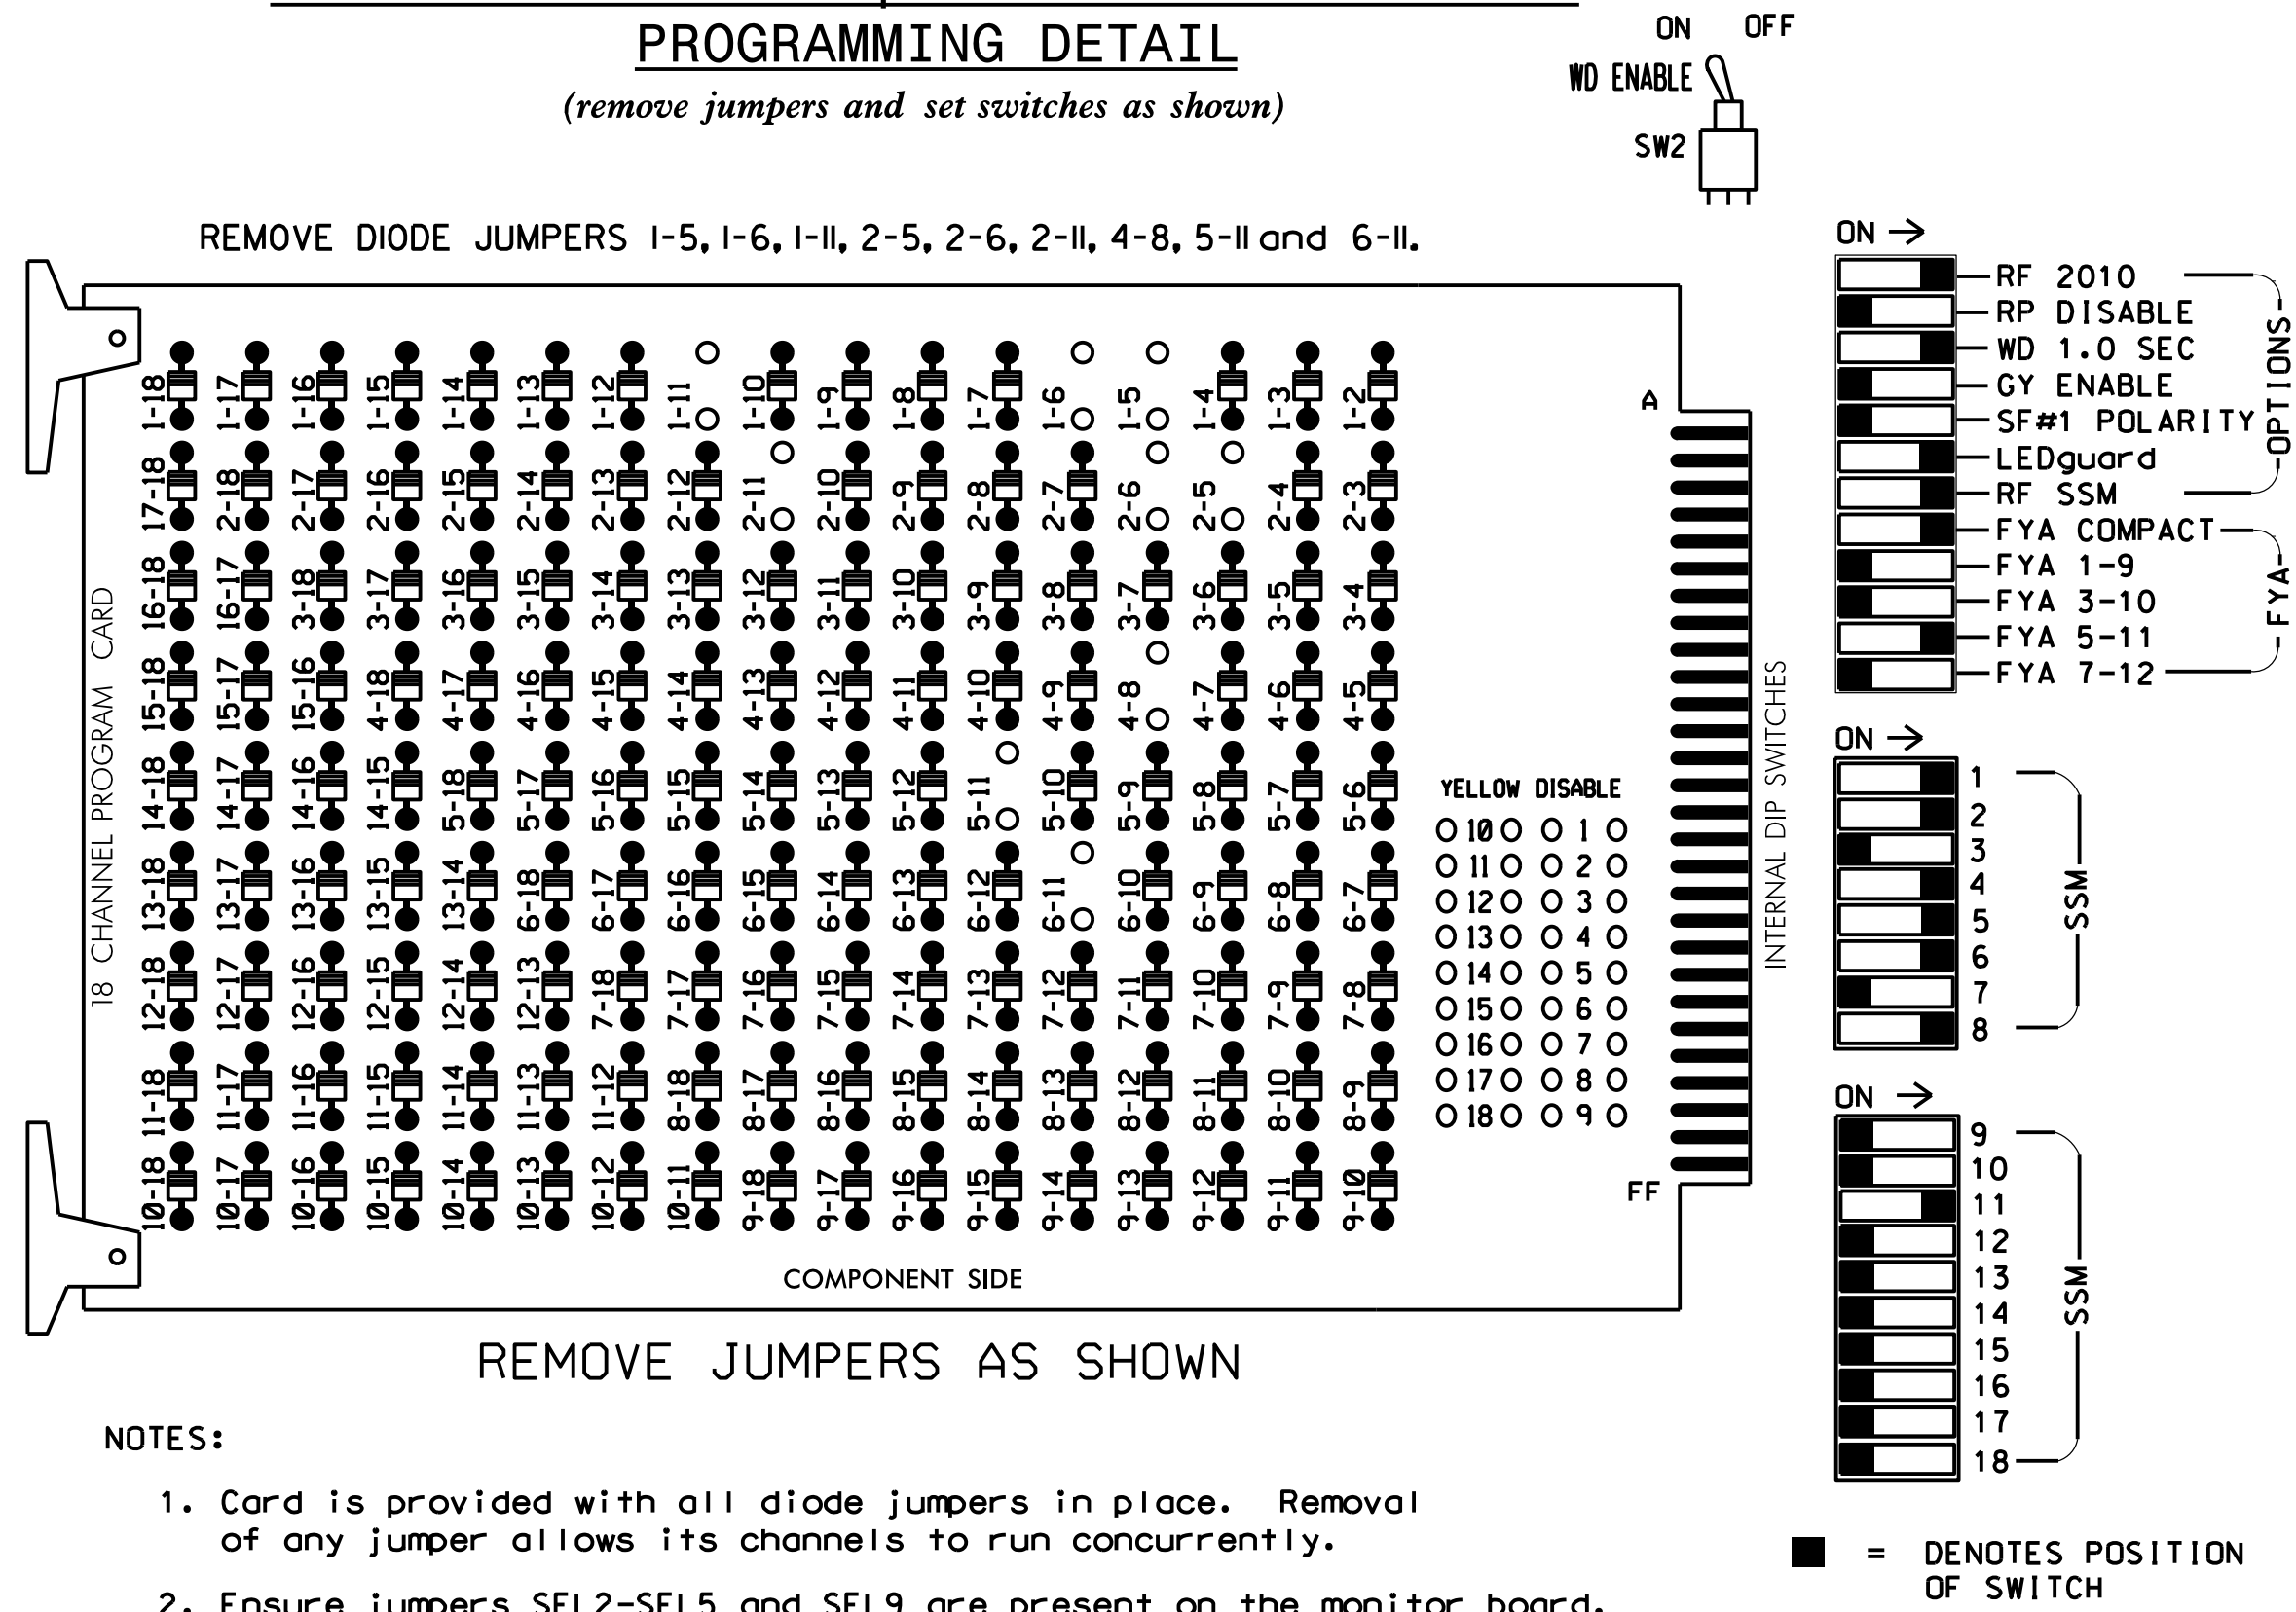 PROGRAMMING DETAIL
(remove jumpers and set switches as shown)
ON OFF
WD ENABLE
SW2
REMOVE DIODE JUMPERS 1-5, 1-6, 1-11, 2-5, 2-6, 2-11, 4-8, 5-11 and 6-11.
1-18 1-17 1-16 1-15 1-14 1-13 1-12 1-11 1-10 1-9 1-8 1-7 1-6 1-5 1-4 1-3 1-2
17-18 2-18 2-17 2-16 2-15 2-14 2-13 2-12 2-11 2-10 2-9 2-8 2-7 2-6 2-5 2-4 2-3
16-18 16-17 3-18 3-17 3-16 3-15 3-14 3-13 3-12 3-11 3-10 3-9 3-8 3-7 3-6 3-5 3-4
15-18 15-17 15-16 4-18 4-17 4-16 4-15 4-14 4-13 4-12 4-11 4-10 4-9 4-8 4-7 4-6 4-5
14-18 14-17 14-16 14-15 5-18 5-17 5-16 5-15 5-14 5-13 5-12 5-11 5-10 5-9 5-8 5-7 5-6
13-18 13-17 13-16 13-15 13-14 6-18 6-17 6-16 6-15 6-14 6-13 6-12 6-11 6-10 6-9 6-8 6-7
12-18 12-17 12-16 12-15 12-14 12-13 7-18 7-17 7-16 7-15 7-14 7-13 7-12 7-11 7-10 7-9 7-8
11-18 11-17 11-16 11-15 11-14 11-13 11-12 8-18 8-17 8-16 8-15 8-14 8-13 8-12 8-11 8-10 8-9
10-18 10-17 10-16 10-15 10-14 10-13 10-12 10-11 9-18 9-17 9-16 9-15 9-14 9-13 9-12 9-11 9-10
18 CHANNEL PROGRAM CARD
A
YELLOW DISABLE
10 1
11 2
12 3
13 4
14 5
15 6
16 7
17 8
18 9
FF
COMPONENT SIDE
INTERNAL DIP SWITCHES
ON
RF 2010
RP DISABLE
WD 1.0 SEC
GY ENABLE
SF#1 POLARITY
LEDguard
RF SSM
OPTIONS
FYA COMPACT
FYA 1-9
FYA 3-10
FYA 5-11
FYA 7-12
FYA
ON
1
2
3
4
5
6
7
8
SSM
ON
9
10
11
12
13
14
15
16
17
18
SSM
REMOVE JUMPERS AS SHOWN
NOTES:
1. Card is provided with all diode jumpers in place. Removal
of any jumper allows its channels to run concurrently.
2. Ensure jumpers SEL2-SEL5 and SEL9 are present on the monitor board.
= DENOTES POSITION
OF SWITCH